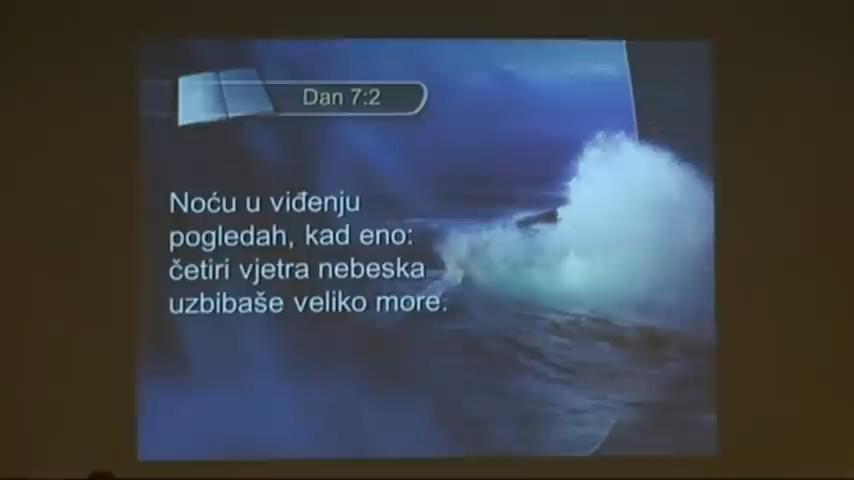 Dan 7:2
Noću u viđenju
pogledah, kad eno:
četiri vjetra nebeska
uzbibaše veliko more.